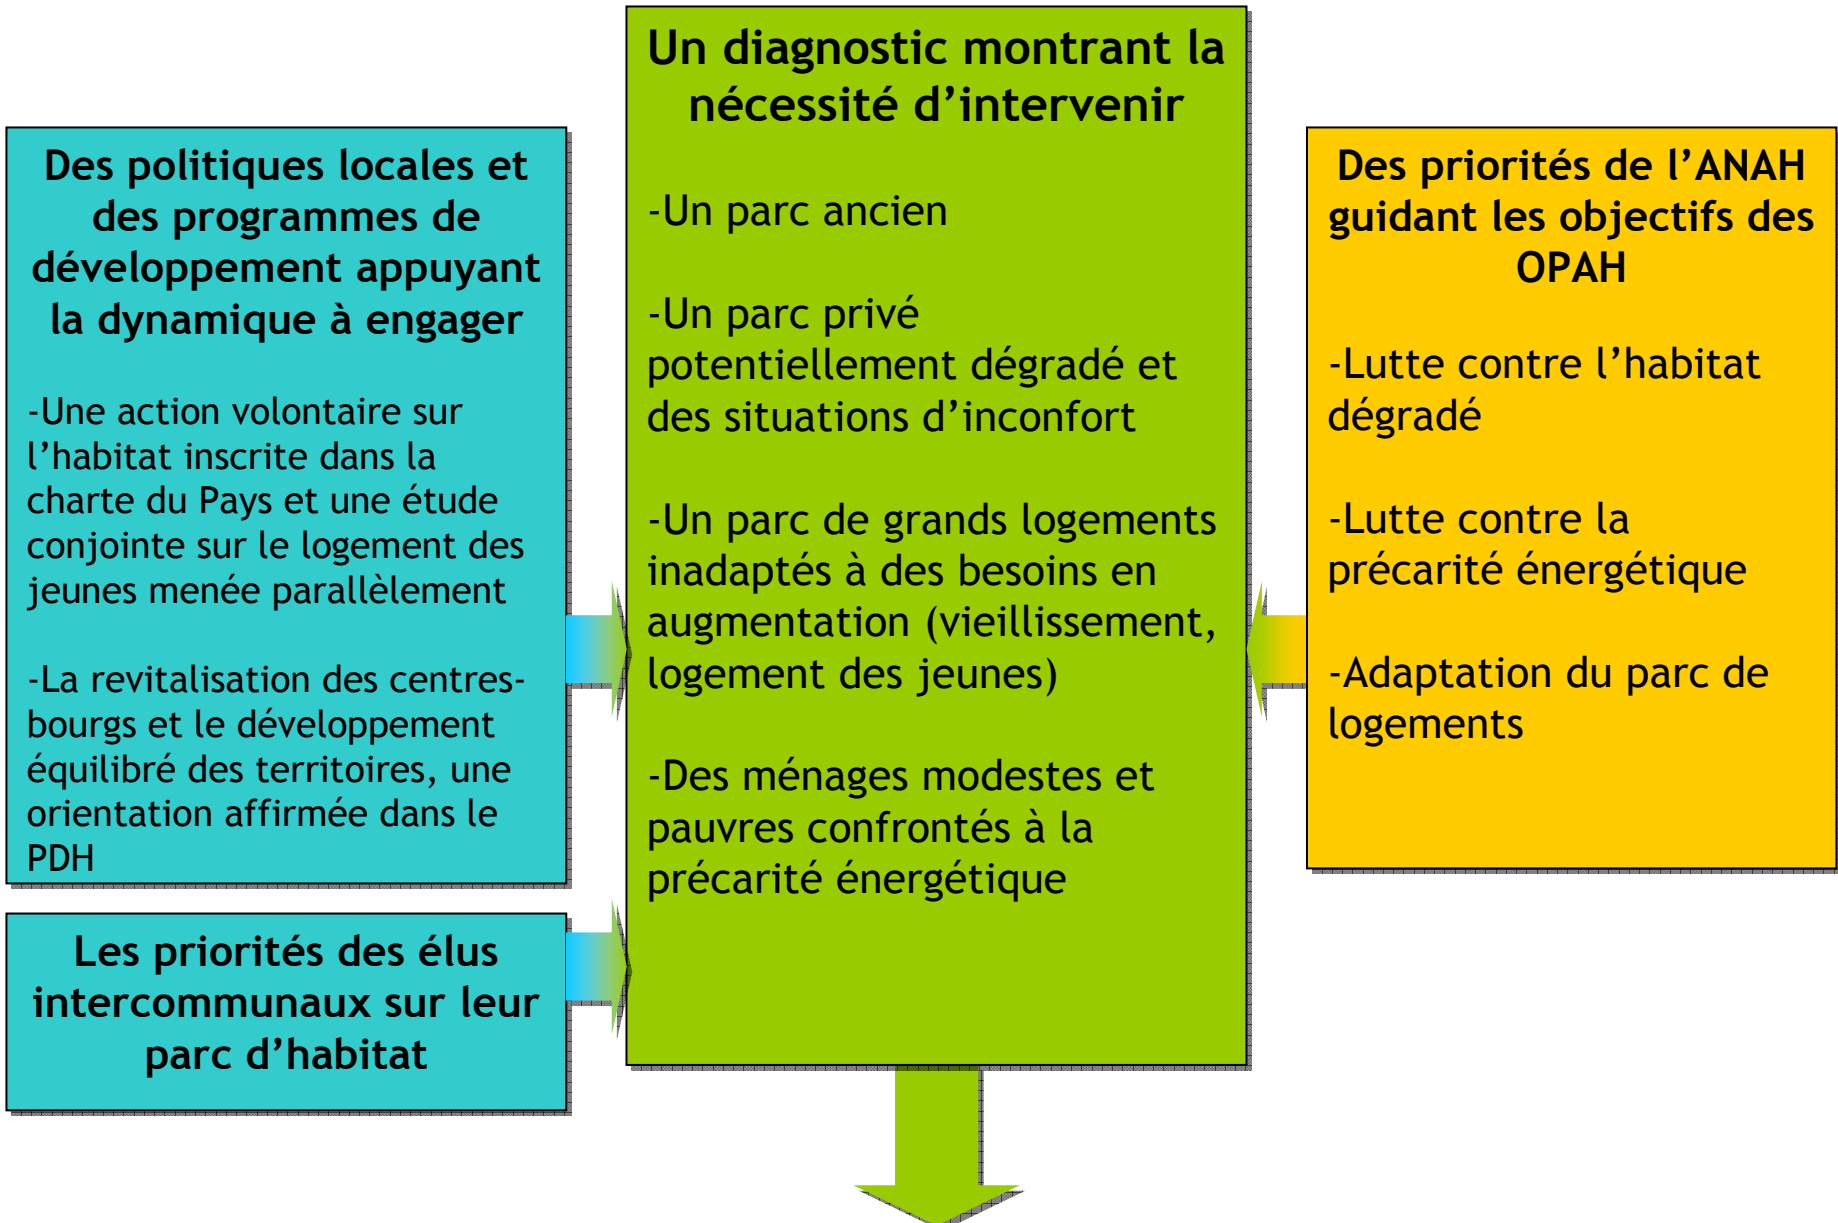 Des politiques locales et
des programmes de
développement appuyant
la dynamique à engager
-Une action volontaire sur
l’habitat inscrite dans la
charte du Pays et une étude
conjointe sur le logement des
jeunes menée parallèlement
-La revitalisation des centres-
bourgs et le développement
équilibré des territoires, une
orientation affirmée dans le
PDH
Les priorités des élus
intercommunaux sur leur
parc d’habitat
Un diagnostic montrant la
nécessité d’intervenir
-Un parc ancien
-Un parc privé
potentiellement dégradé et
des situations d’inconfort
-Un parc de grands logements
inadaptés à des besoins en
augmentation (vieillissement,
logement des jeunes)
-Des ménages modestes et
pauvres confrontés à la
précarité énergétique
Des priorités de l’ANAH
guidant les objectifs des
OPAH
-Lutte contre l’habitat
dégradé
-Lutte contre la
précarité énergétique
-Adaptation du parc de
logements